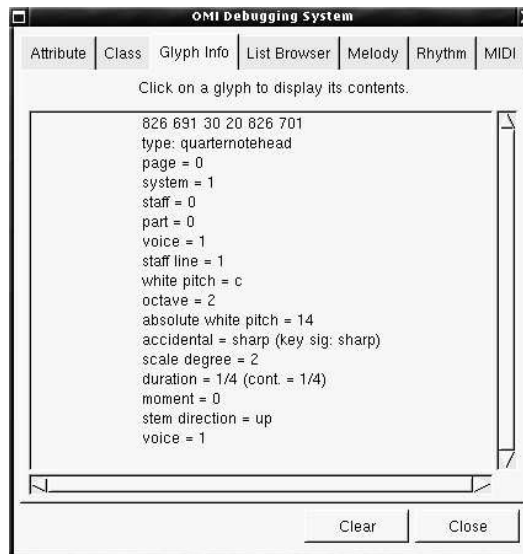 OMI Debugging System
Attribute Class Glyph Info List Browser Melody Rhythm MIDI
Click on a glyph to display its contents.
826 691 30 20 826 701
type: quarternotehead
page = 0
system = 1
staff = 0
part = 0
voice = 1
staff line = 1
white pitch = c
octave = 2
absolute white pitch = 14
accidental = sharp (key sig: sharp)
scale degree = 2
duration = 1/4 (cont. = 1/4)
moment = 0
stem direction = up
voice = 1
Clear Close